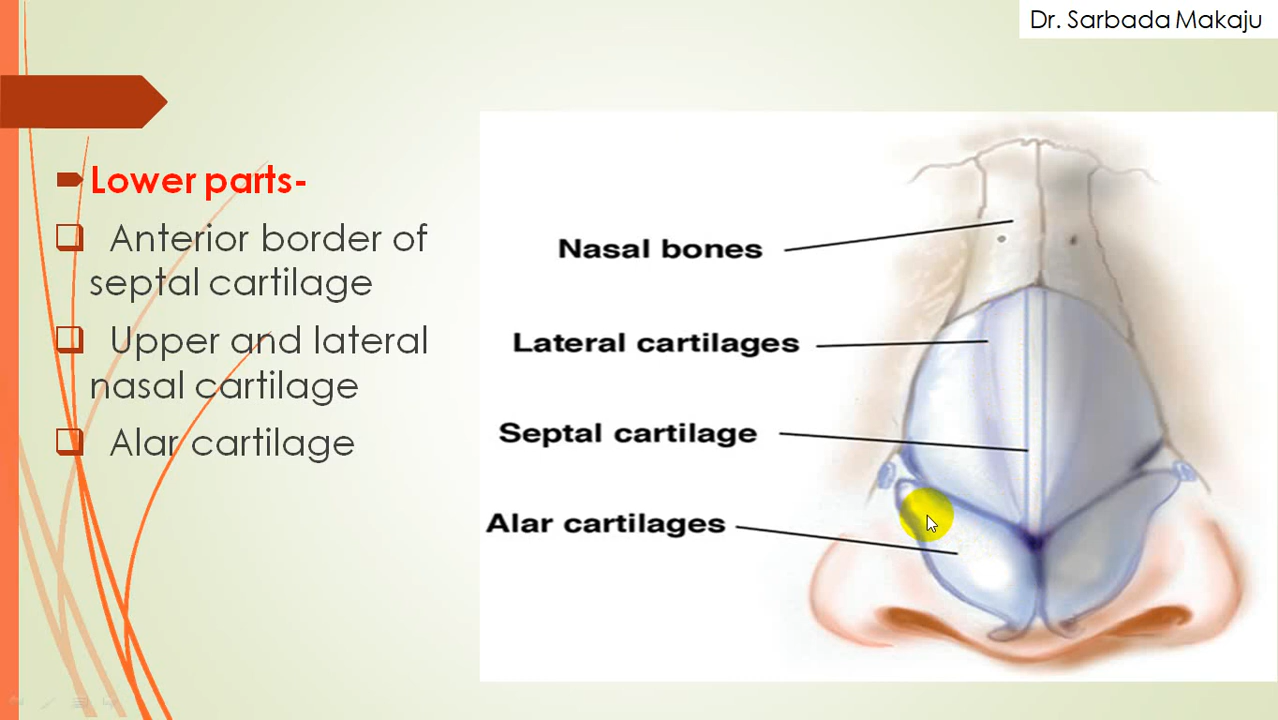 Dr. Sarbada Makaju
Lower parts-
Anterior border of
septal cartilage
Upper and lateral
nasal cartilage
Alar cartilage
Nasal bones
Lateral cartilages
Septal cartilage
Alar cartilages